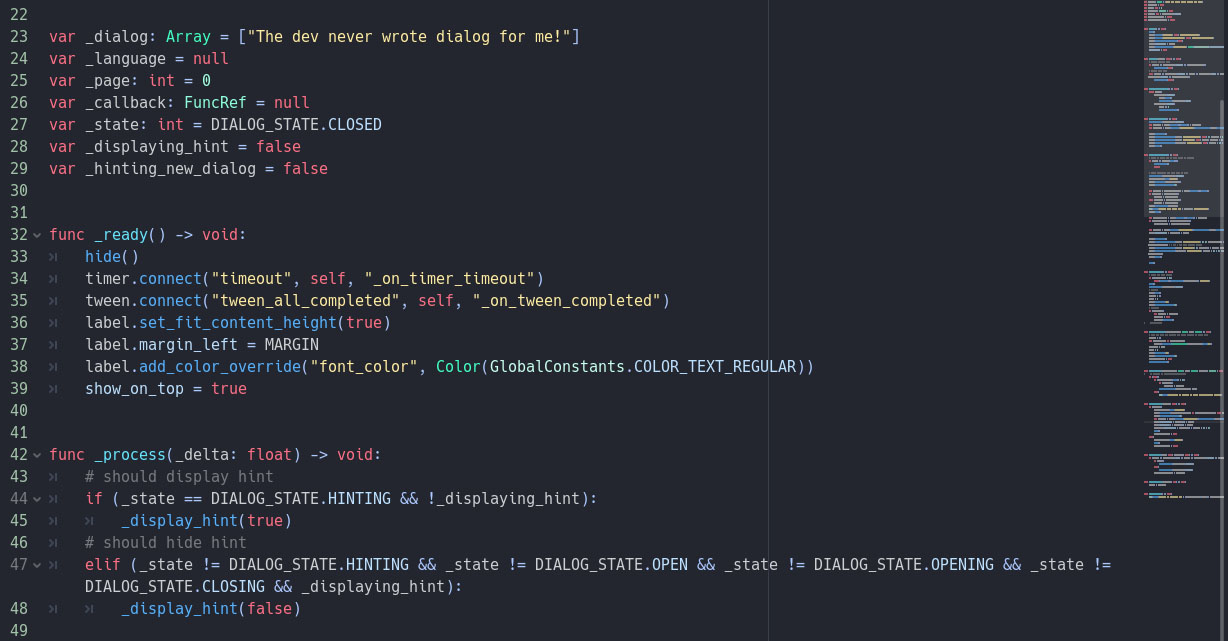 22
23 var _dialog: Array = ["The dev never wrote dialog for me!"]
24 var _language = null
25 var _page: int = 0
26 var _callback: FuncRef = null
27 var _state: int = DIALOG_STATE.CLOSED
28 var _displaying_hint = false
29 var _hinting_new_dialog = false
30
31
32 func _ready() -> void:
33 hide()
34 timer.connect("timeout", self, "_on_timer_tmeout")
35 tween.connect("tween_all_completed", self, "_on_tween_completed")
36 label.set_fit_content_height(true)
37 label.margin_left = MARGIN
38 label.add_color_override("font_color", Color(GlobalConstants.COLOR_TEXT_REGULAR))
39 show_on_top = true
40
41
42 func _process(_delta: float) -> void:
43 # should display hint
44 if (_state == DIALOG_STATE.HINTING && !_displaying_hint):
45 _display_hint(true)
46 # should hide hint
47 elif (_state != DIALOG_STATE.HINTING && _state != DIALOG_STATE.OPEN && _state != DIALOG_STATE.OPENING && _state !=
DIALOG_STATE.CLOSING && _displaying_hint):
48 _display_hint(false)
49